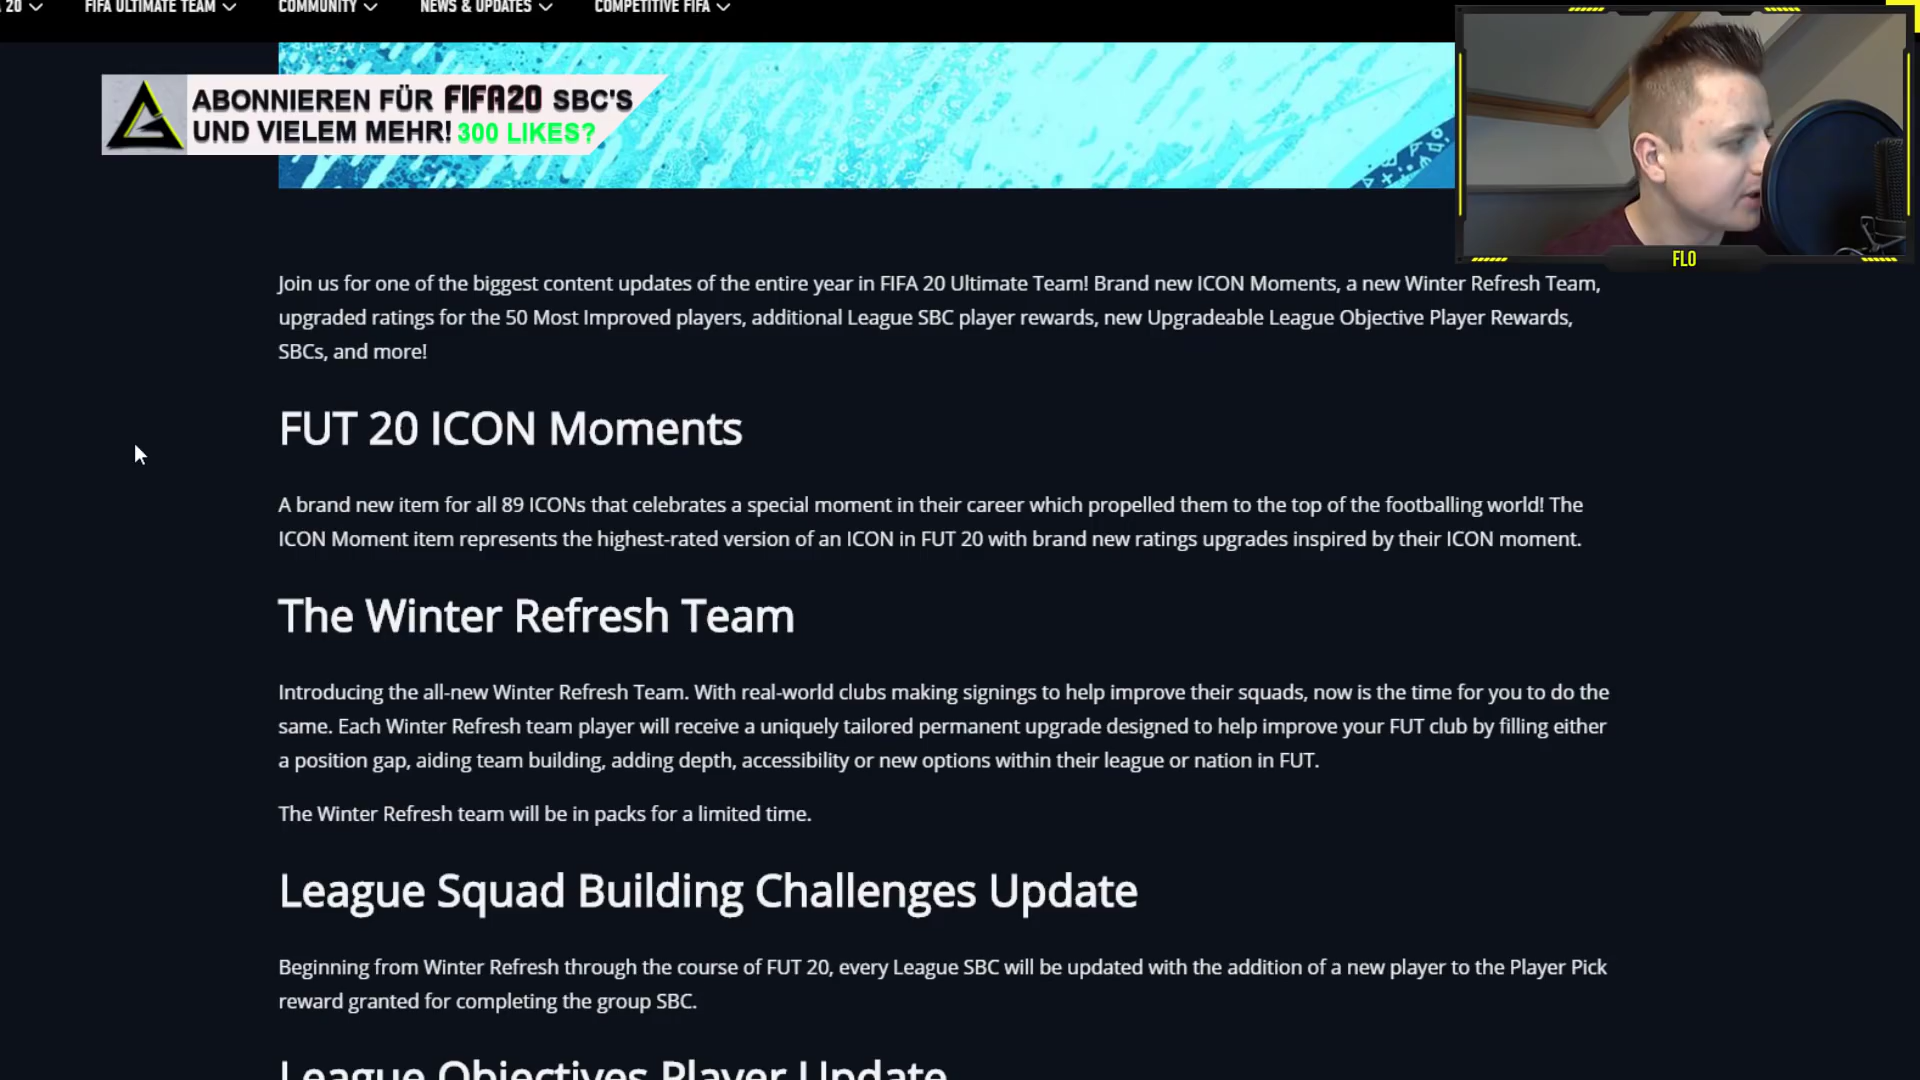 20
FIFA ULTIMATE TEAM
COMMUNITY
NEWS & UPDATES
COMPETITIVE FIFA
ABONNIEREN FÜR FIFA20 SBC'S
UND VIELEM MEHR! 300 LIKES?
FLO
Join us for one of the biggest content updates of the entire year in FIFA 20 Ultimate Team! Brand new ICON Moments, a new Winter Refresh Team,
upgraded ratings for the 50 Most Improved players, additional League SBC player rewards, new Upgradeable League Objective Player Rewards,
SBCs, and more!
FUT 20 ICON Moments
A brand new item for all 89 ICONs that celebrates a special moment in their career which propelled them to the top of the footballing world! The
ICON Moment item represents the highest-rated version of an ICON in FUT 20 with brand new ratings upgrades inspired by their ICON moment.
The Winter Refresh Team
Introducing the all-new Winter Refresh Team. With real-world clubs making signings to help improve their squads, now is the time for you to do the
same. Each Winter Refresh team player will receive a uniquely tailored permanent upgrade designed to help improve your FUT club by filling either
a position gap, aiding team building, adding depth, accessibility or new options within their league or nation in FUT.
The Winter Refresh team will be in packs for a limited time.
League Squad Building Challenges Update
Beginning from Winter Refresh through the course of FUT 20, every League SBC will be updated with the addition of a new player to the Player Pick
reward granted for completing the group SBC.
League Objectives Player Update